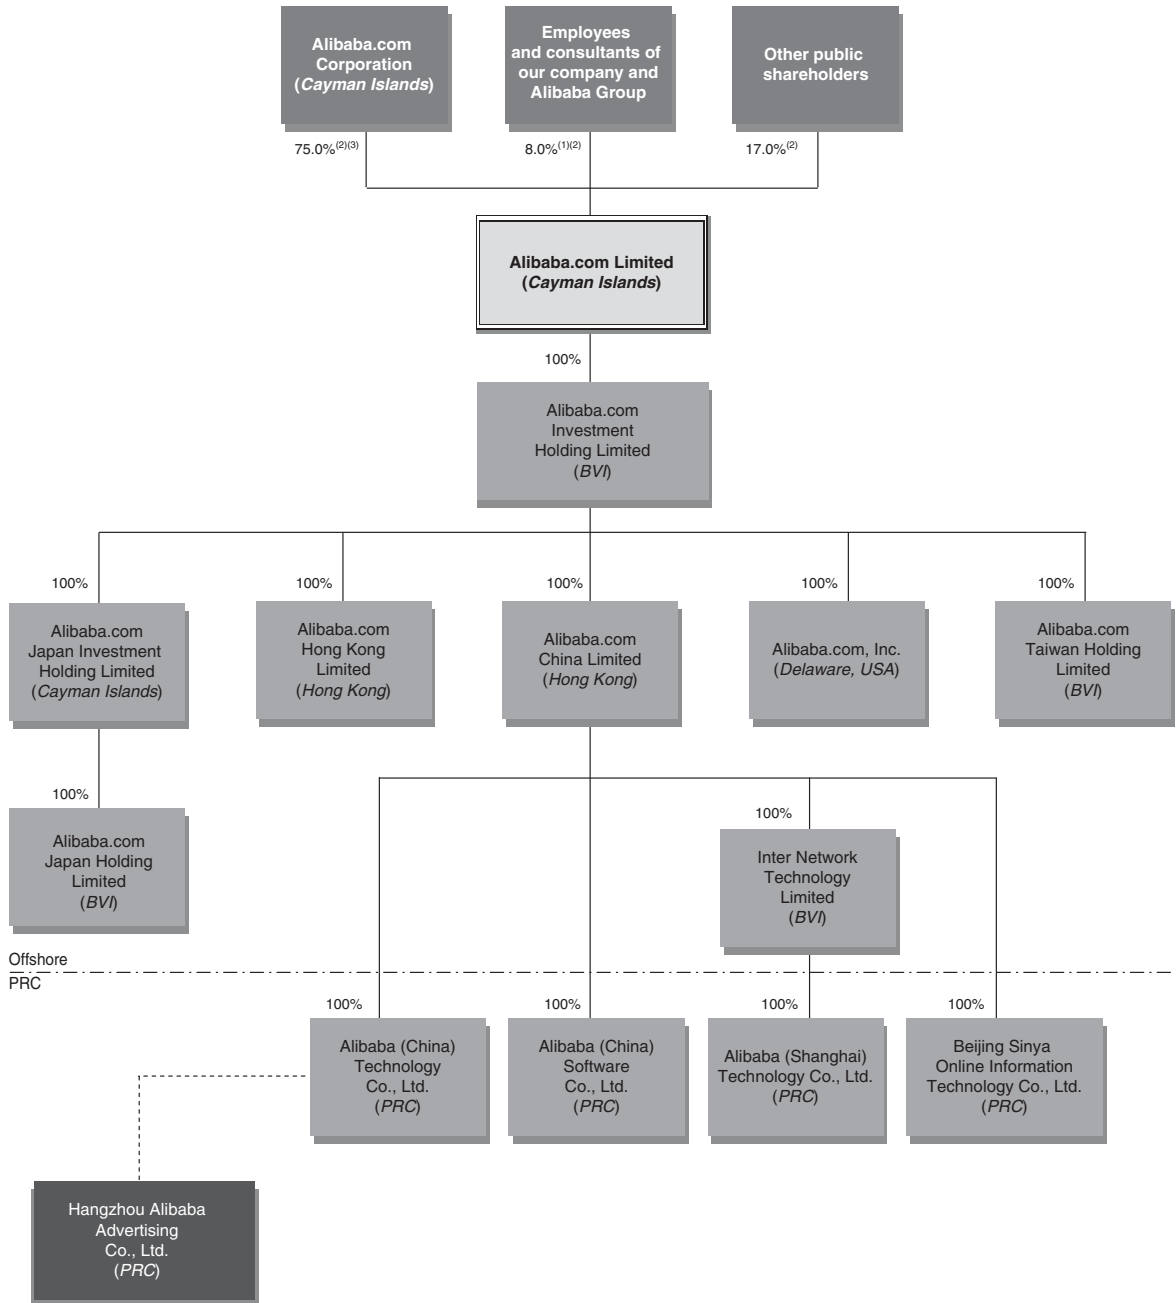 Alibaba.com
Corporation
(Cayman Islands)
Employees
and consultants of
our company and
Alibaba Group
Other public
shareholders
75.0%(2)(3)
8.0%(1)(2)
17.0%(2)
Alibaba.com Limited
(Cayman Islands)
100%
Alibaba.com
Investment
Holding Limited
(BVI)
100%
100%
100%
100%
100%
Alibaba.com
Japan Investment
Holding Limited
(Cayman Islands)
Alibaba.com
Hong Kong
Limited
(Hong Kong)
Alibaba.com
China Limited
(Hong Kong)
Alibaba.com, Inc.
(Delaware, USA)
Alibaba.com
Taiwan Holding
Limited
(BVI)
100%
Alibaba.com
Japan Holding
Limited
(BVI)
100%
Inter Network
Technology
Limited
(BVI)
Offshore
PRC
100%
100%
100%
100%
Alibaba (China)
Technology
Co., Ltd.
(PRC)
Alibaba (China)
Software
Co., Ltd.
(PRC)
Alibaba (Shanghai)
Technology Co., Ltd.
(PRC)
Beijing Sinya
Online Information
Technology Co., Ltd.
(PRC)
Hangzhou Alibaba
Advertising
Co., Ltd.
(PRC)